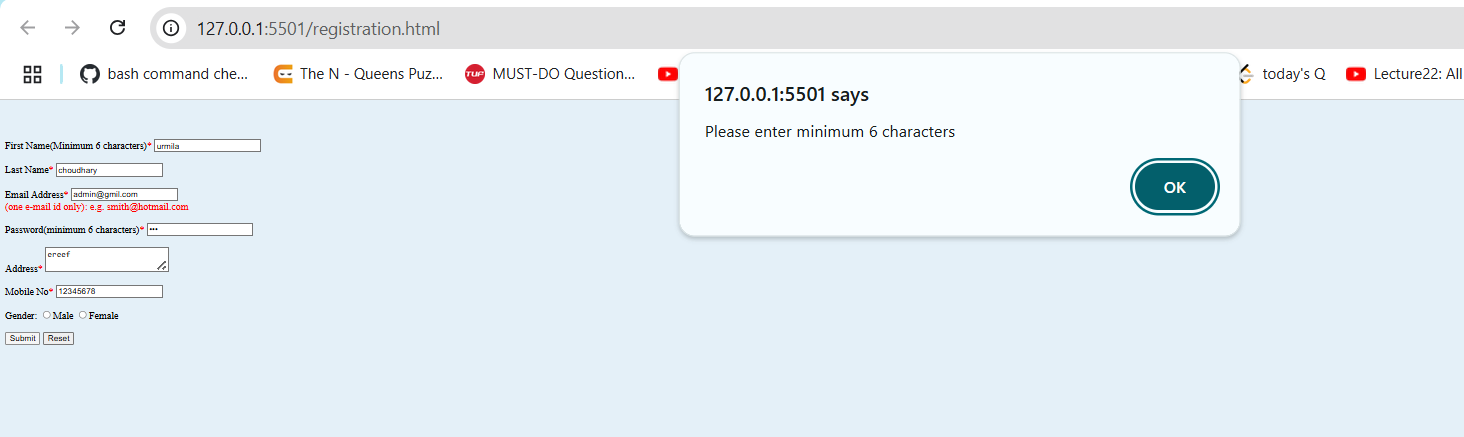 127.0.0.1:5501/registration.html
bash command che... The N - Queens Puz... TUF MUST-DO Question... today's Q Lecture22: All
127.0.0.1:5501 says
Please enter minimum 6 characters
OK
First Name(Minimum 6 characters)* urmila
Last Name* choudhary
Email Address* admin@gmil.com
(one e-mail id only): e.g. smith@hotmail.com
Password(minimum 6 characters)* •••
Address* ereef
Mobile No* 12345678
Gender: Male Female
Submit Reset